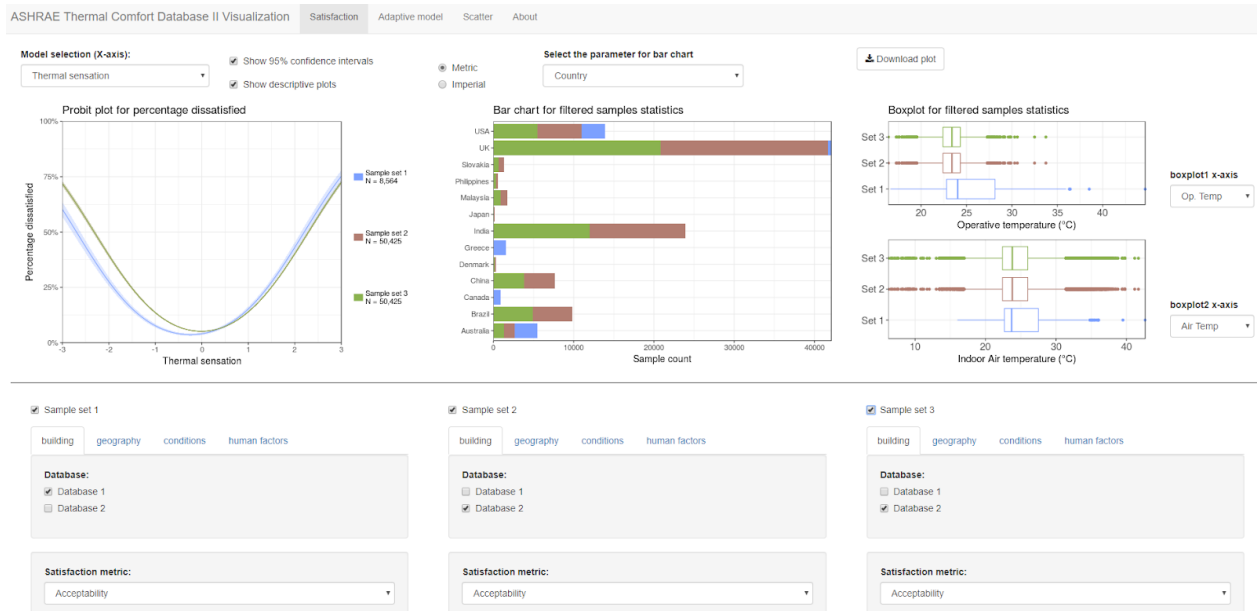 ASHRAE Thermal Comfort Database II Visualization
Satisfaction
Adaptive model
Scatter
About
Model selection (X-axis):
Thermal sensation
Show 95% confidence intervals
Show descriptive plots
Metric
Imperial
Select the parameter for bar chart
Country
Download plot
Probit plot for percentage dissatisfied
Percentage dissatisfied
100%
75%
50%
25%
0%
-3
-2
-1
0
1
2
3
Thermal sensation
Sample set 1
N = 8,564
Sample set 2
N = 50,425
Sample set 3
N = 50,425
Bar chart for filtered samples statistics
USA
UK
Slovakia
Philippines
Malaysia
Japan
India
Greece
Denmark
China
Canada
Brazil
Australia
0
10000
20000
30000
40000
Sample count
Boxplot for filtered samples statistics
Set 3
Set 2
Set 1
20
25
30
35
40
Operative temperature (°C)
boxplot1 x-axis
Op. Temp
Set 3
Set 2
Set 1
10
20
30
40
Indoor Air temperature (°C)
boxplot2 x-axis
Air Temp
Sample set 1
building
geography
conditions
human factors
Database:
Database 1
Database 2
Satisfaction metric:
Acceptability
Sample set 2
building
geography
conditions
human factors
Database:
Database 1
Database 2
Satisfaction metric:
Acceptability
Sample set 3
building
geography
conditions
human factors
Database:
Database 1
Database 2
Satisfaction metric:
Acceptability